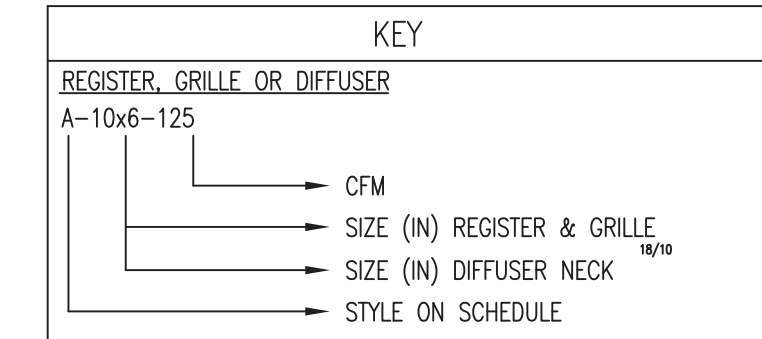 KEY
REGISTER, GRILLE OR DIFFUSER
A-10x6-125
CFM
SIZE (IN) REGISTER & GRILLE
18/10
SIZE (IN) DIFFUSER NECK
STYLE ON SCHEDULE